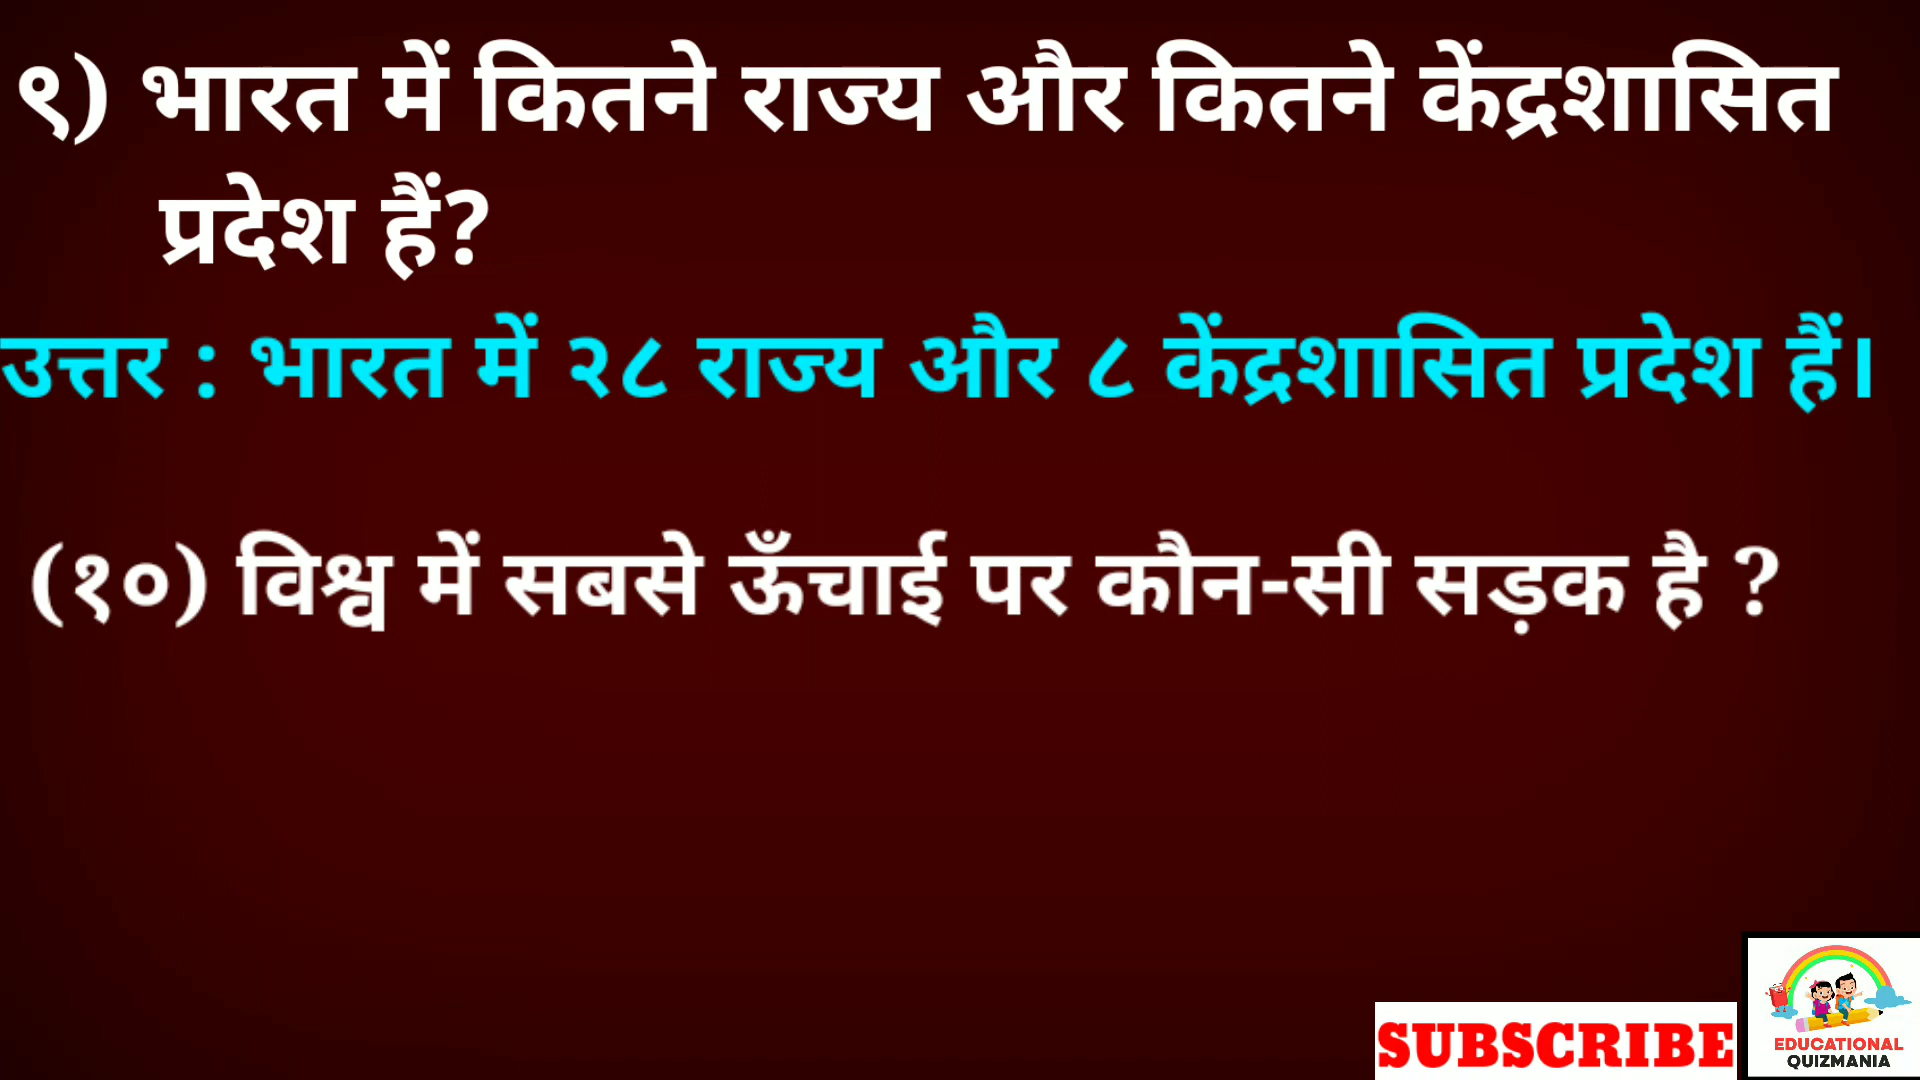 ९) भारत में कितने राज्य और कितने केंद्रशासित
प्रदेश हैं?
उत्तर : भारत में २८ राज्य और ८ केंद्रशासित प्रदेश हैं।
(१०) विश्व में सबसे ऊँचाई पर कौन-सी सड़क है ?
SUBSCRIBE
EDUCATIONAL
QUIZMANIA